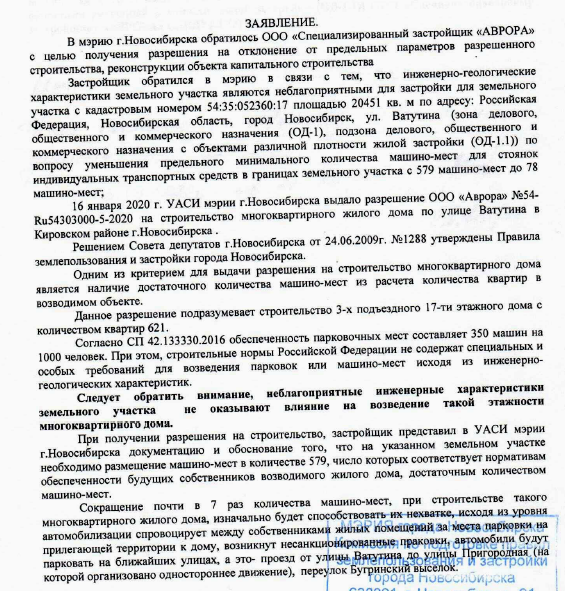 ЗАЯВЛЕНИЕ.
В мэрию г.Новосибирска обратилось ООО «Специализированный застройщик «АВРОРА»
с целью получения разрешения на отклонение от предельных параметров разрешенного
строительства, реконструкции объекта капитального строительства
Застройщик обратился в мэрию в связи с тем, что инженерно-геологические
характеристики земельного участка являются неблагоприятными для застройки для земельного
участка с кадастровым номером 54:35:052360:17 площадью 20451 кв. м по адресу: Российская
Федерация, Новосибирская область, город Новосибирск, ул. Ватутина (зона делового,
общественного и коммерческого назначения (ОД-1), подзона делового, общественного и
коммерческого назначения с объектами различной плотности жилой застройки (ОД-1.1)) по
вопросу уменьшения предельного минимального количества машино-мест для стоянок
индивидуальных транспортных средств в границах земельного участка с 579 машино-мест до 78
машино-мест;
16 января 2020 г. УАСИ мэрии г.Новосибирска выдало разрешение ООО «Аврора» №54-
Ru54303000-5-2020 на строительство многоквартирного жилого дома по улице Ватутина в
Кировском районе г.Новосибирска .
Решением Совета депутатов г.Новосибирска от 24.06.2009г. №1288 утверждены Правила
землепользования и застройки города Новосибирска.
Одним из критерием для выдачи разрешения на строительство многоквартирного дома
является наличие достаточного количества машино-мест из расчета количества квартир в
возводимом объекте.
Данное разрешение подразумевает строительство 3-х подъездного 17-ти этажного дома с
количеством квартир 621.
Согласно СП 42.133330.2016 обеспеченность парковочных мест составляет 350 машин на
1000 человек. При этом, строительные нормы Российской Федерации не содержат специальных и
особых требований для возведения парковок или машино-мест исходя из инженерно-
геологических характеристик.
Следует обратить внимание, неблагоприятные инженерные характеристики
земельного участка не оказывают влияние на возведение такой этажности
многоквартирного дома.
При получении разрешения на строительство, застройщик представил в УАСИ мэрии
г.Новосибирска документацию и обоснование того, что на указанном земельном участке
необходимо размещение машино-мест в количестве 579, число которых соответствует нормативам
обеспеченности будущих собственников возводимого жилого дома, достаточным количеством
машино-мест.
Сокращение почти в 7 раз количества машино-мест, при строительстве такого
многоквартирного жилого дома, изначально будет способствовать их нехватке, исходя из уровня
автомобилизации спровоцирует между собственниками жилых помещений за места парковки на
прилегающей территории к дому, возникнут несанкционированные праковки, автомобили будут
парковать на ближайших улицах, а это- проезд от улицы Ватутина до улицы Пригородная (на
которой организовано одностороннее движение), переулок Бугринский выселок.
МЭРИЯ города Новосибирска
Комиссия по подготовке правил
землепользования и застройки
города Новосибирска